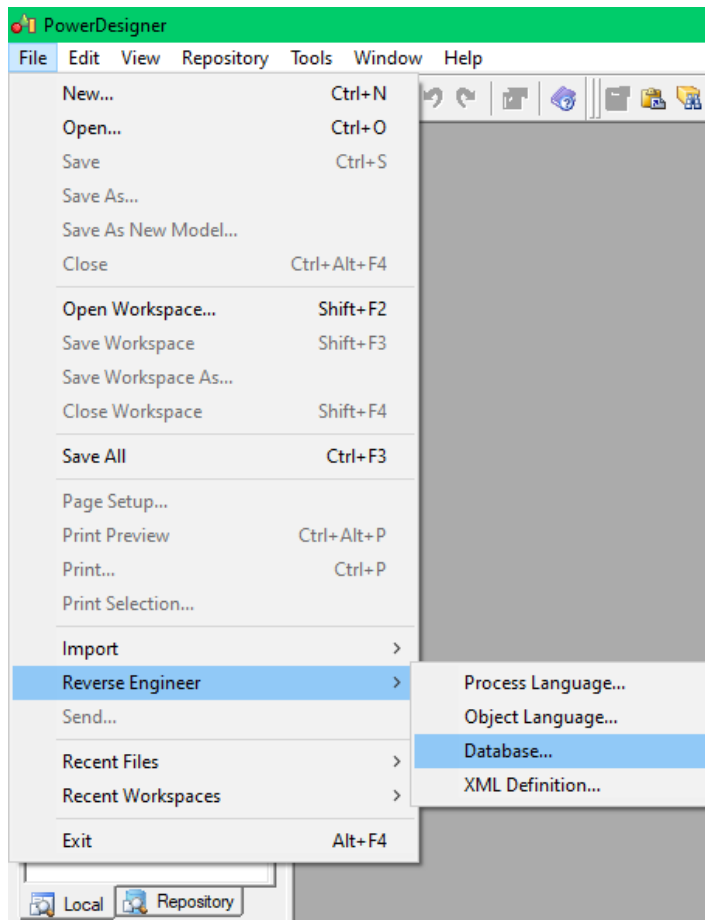 PowerDesigner
File Edit View Repository Tools Window Help
New... Ctrl+N
Open... Ctrl+O
Save Ctrl+S
Save As...
Save As New Model...
Close Ctrl+Alt+F4
Open Workspace... Shift+F2
Save Workspace Shift+F3
Save Workspace As...
Close Workspace Shift+F4
Save All Ctrl+F3
Page Setup...
Print Preview Ctrl+Alt+P
Print... Ctrl+P
Print Selection...
Import >
Reverse Engineer > Process Language...
Send... Object Language...
Database...
Recent Files >
XML Definition...
Recent Workspaces >
Exit Alt+F4
Local Repository